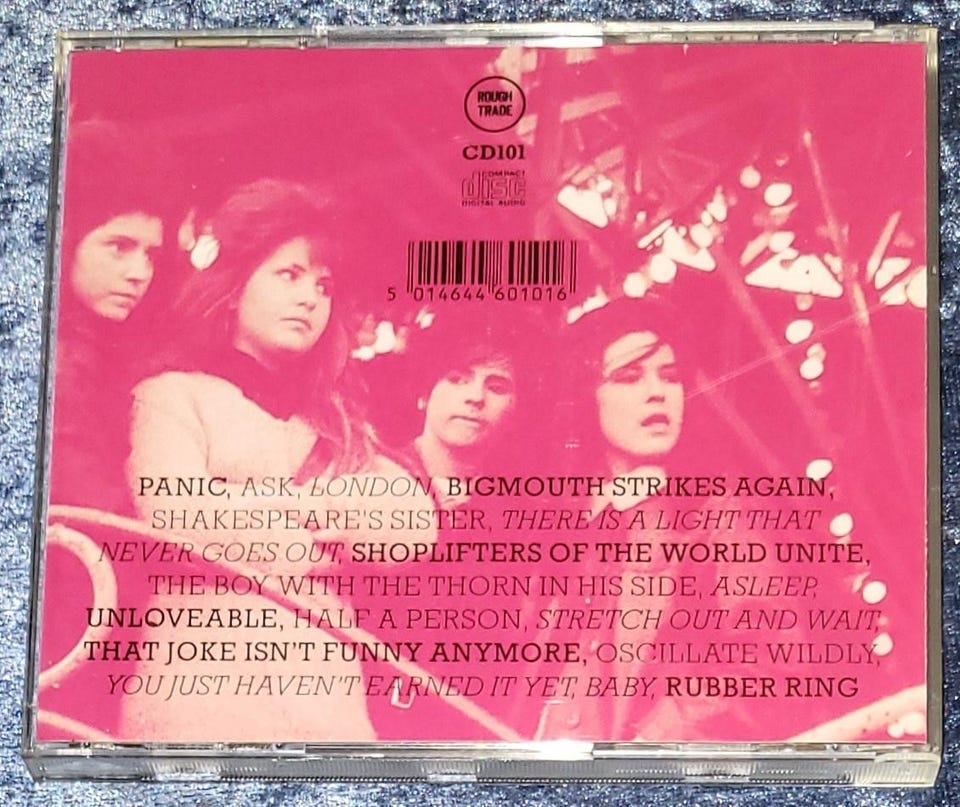 ROUGH
TRADE
CD101
COMPACT
disc
DIGITAL AUDIO
5 014644 601016
PANIC, ASK, LONDON, BIGMOUTH STRIKES AGAIN,
SHAKESPEARE'S SISTER, THERE IS A LIGHT THAT
NEVER GOES OUT, SHOPLIFTERS OF THE WORLD UNITE,
THE BOY WITH THE THORN IN HIS SIDE, ASLEEP,
UNLOVEABLE, HALF A PERSON, STRETCH OUT AND WAIT,
THAT JOKE ISN'T FUNNY ANYMORE, OSCILLATE WILDLY,
YOU JUST HAVEN'T EARNED IT YET, BABY, RUBBER RING